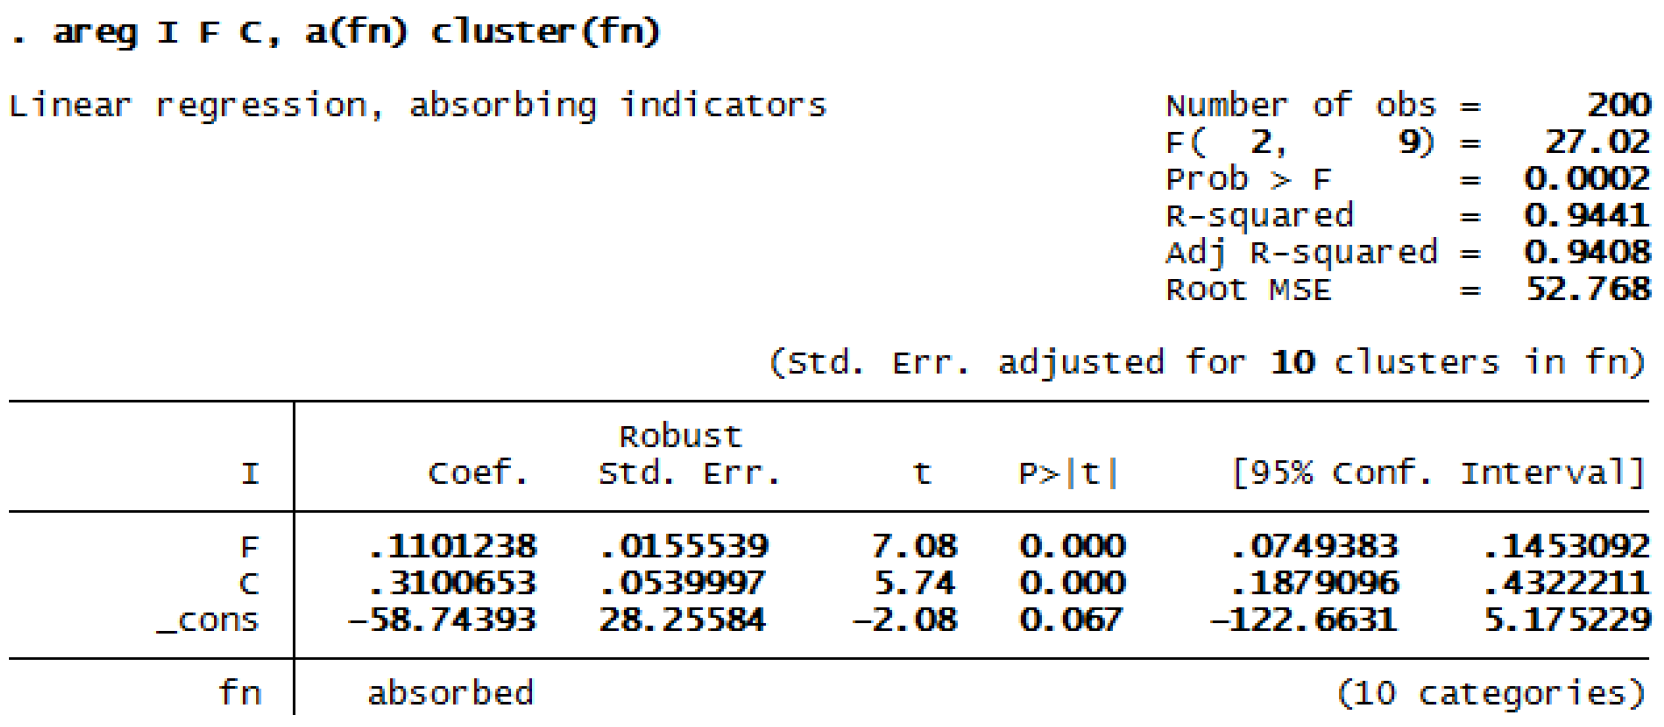 . areg I F C, a(fn) cluster(fn)
Linear regression, absorbing indicators Number of obs = 200
F( 2, 9) = 27.02
Prob > F = 0.0002
R-squared = 0.9441
Adj R-squared = 0.9408
Root MSE = 52.768
(Std. Err. adjusted for 10 clusters in fn)
Robust
I Coef. Std. Err. t P>|t| [95% Conf. Interval]
F .1101238 .0155539 7.08 0.000 .0749383 .1453092
C .3100653 .0539997 5.74 0.000 .1879096 .4322211
_cons -58.74393 28.25584 -2.08 0.067 -122.6631 5.175229
fn absorbed (10 categories)